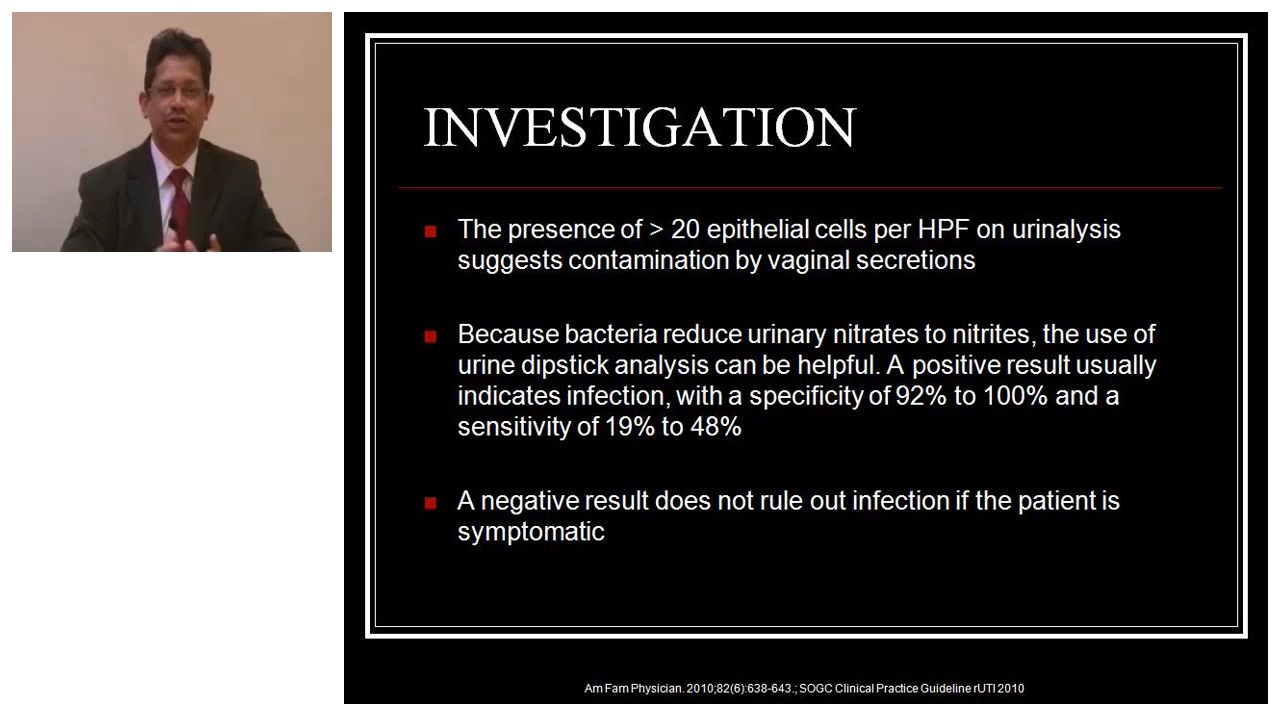 INVESTIGATION
The presence of > 20 epithelial cells per HPF on urinalysis
suggests contamination by vaginal secretions
Because bacteria reduce urinary nitrates to nitrites, the use of
urine dipstick analysis can be helpful. A positive result usually
indicates infection, with a specificity of 92% to 100% and a
sensitivity of 19% to 48%
A negative result does not rule out infection if the patient is
symptomatic
Am Fam Physician. 2010;82(6):638-643.; SOGC Clinical Practice Guideline rUTI 2010